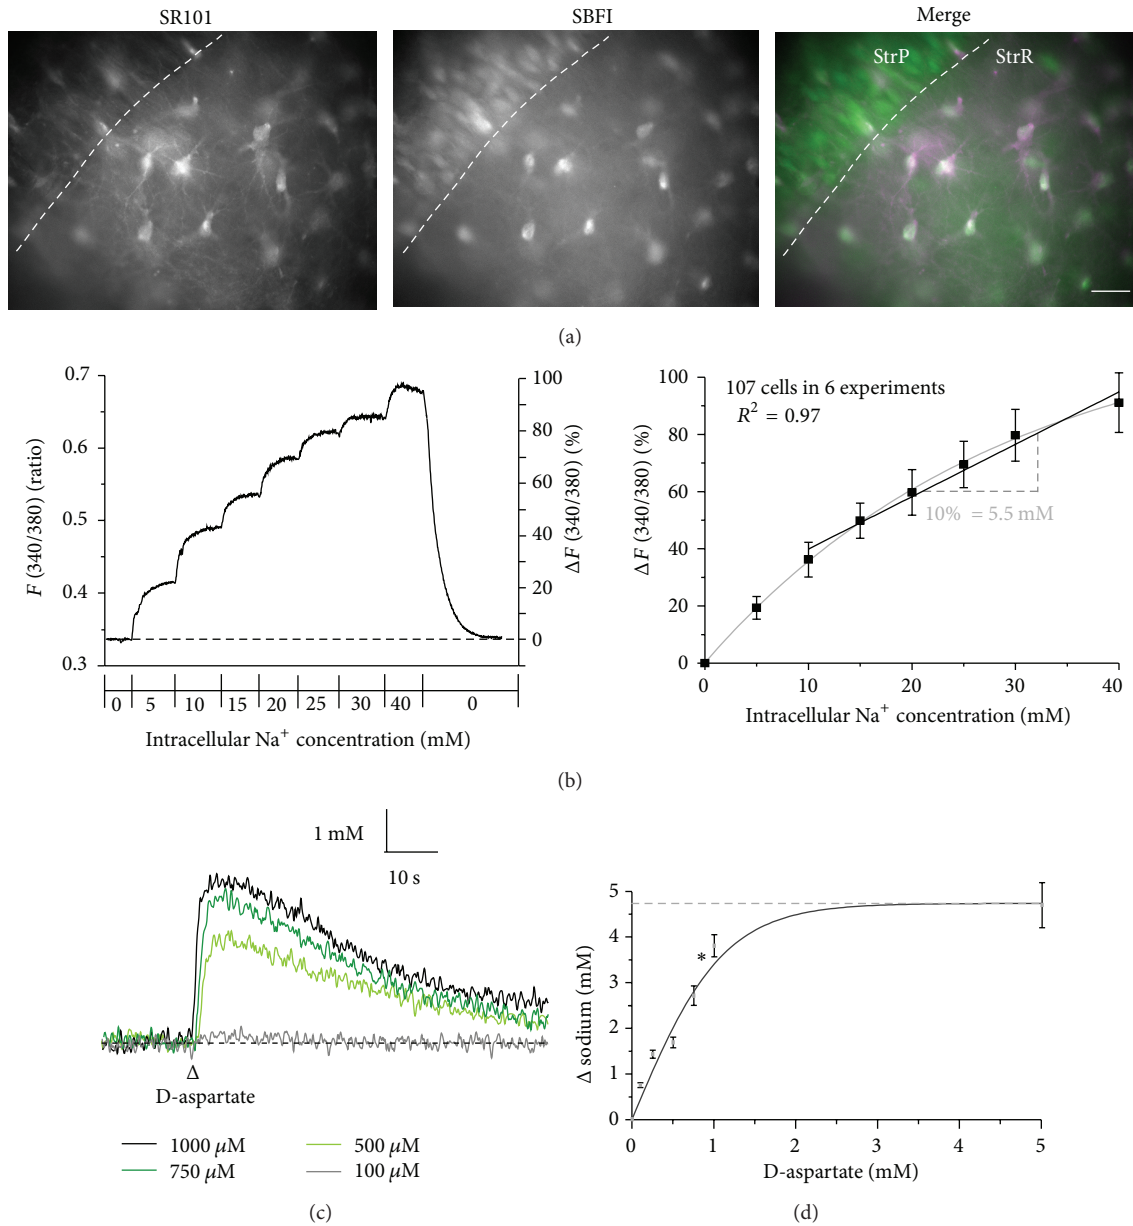 SR101
SBFI
Merge
StrP
StrR
(a)
0.7
0.6
0.5
0.4
0.3
F (340/380) (ratio)
100
80
60
40
20
0
ΔF (340/380) (%)
0 5 10 15 20 25 30 40 0
Intracellular Na⁺ concentration (mM)
100
80
60
40
20
0
ΔF (340/380) (%)
107 cells in 6 experiments
R² = 0.97
10% = 5.5 mM
0 10 20 30 40
Intracellular Na⁺ concentration (mM)
(b)
1 mM
10 s
Δ
D-aspartate
1000 μM
750 μM
500 μM
100 μM
(c)
5
4
3
2
1
0
Δ sodium (mM)
*
0 1 2 3 4 5
D-aspartate (mM)
(d)